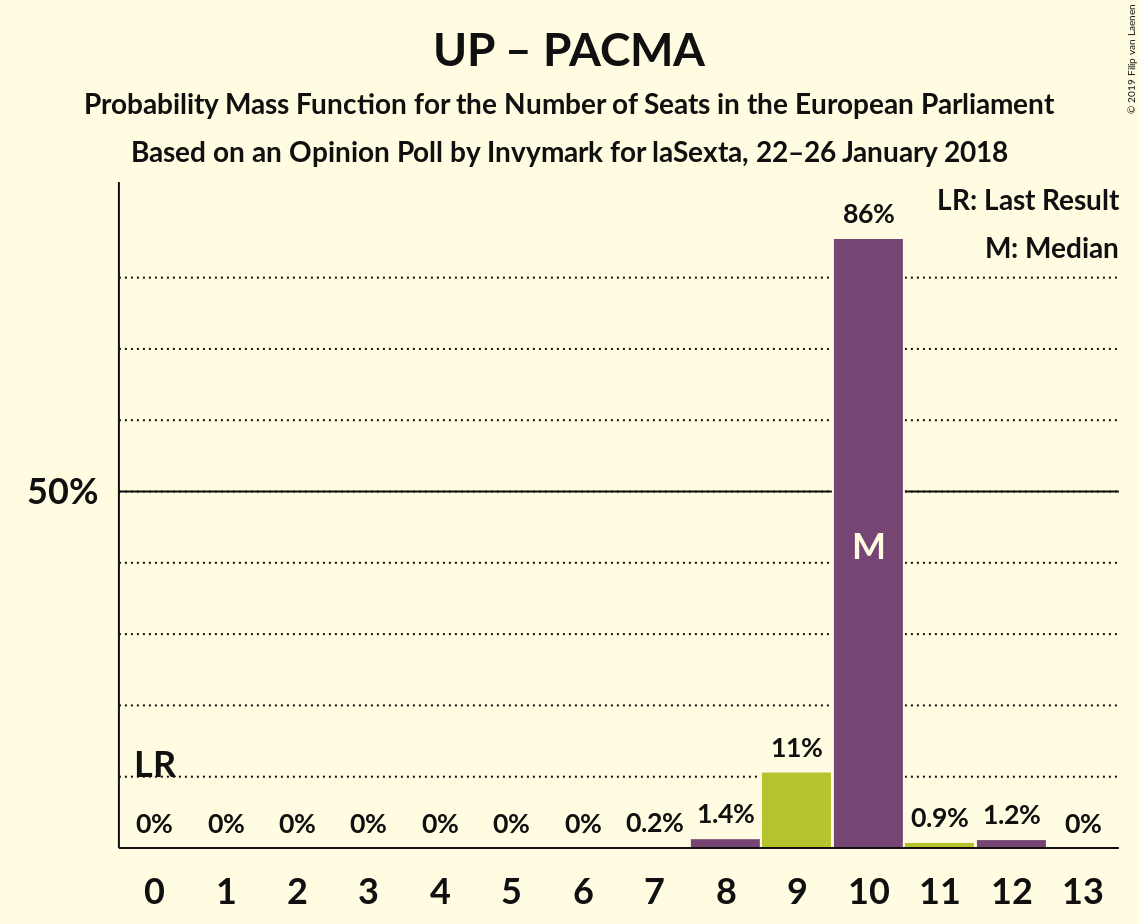 UP – PACMA
Probability Mass Function for the Number of Seats in the European Parliament
Based on an Opinion Poll by Invymark for laSexta, 22–26 January 2018
© 2019 Filip van Laenen
LR: Last Result
M: Median
86%
50%
M
LR
11%
0% 0% 0% 0% 0% 0% 0% 0.2% 1.4% 0.9% 1.2% 0%
0 1 2 3 4 5 6 7 8 9 10 11 12 13